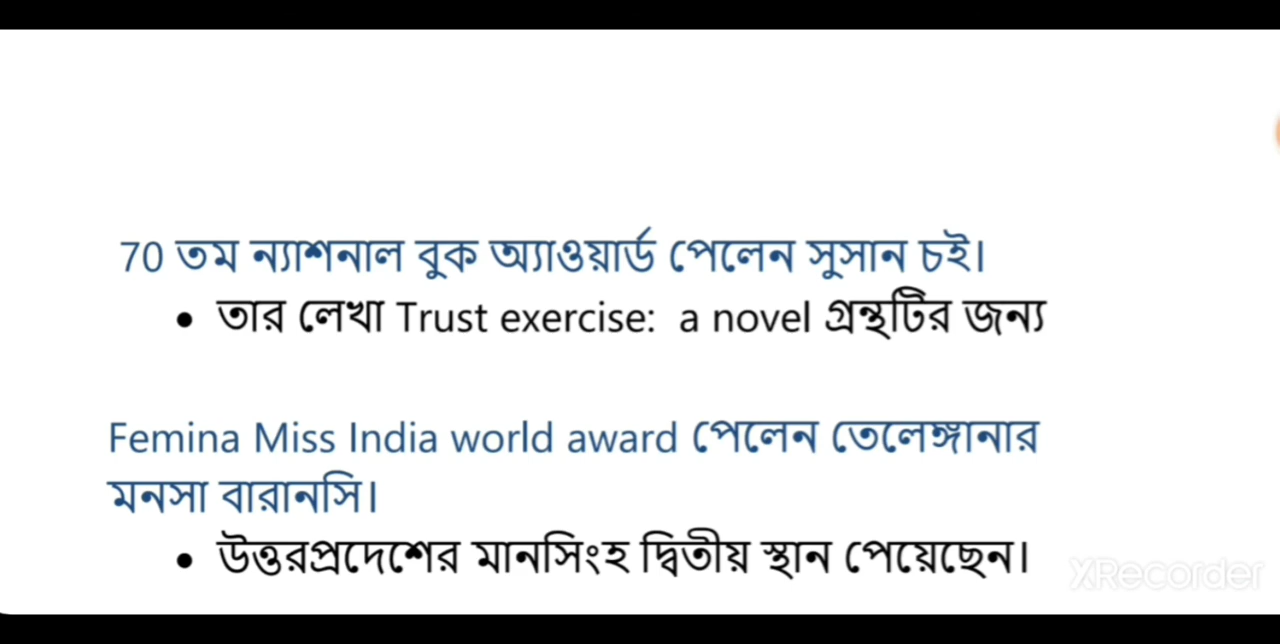 70 তম ন্যাশনাল বুক অ্যাওয়ার্ড পেলেন সুসান চই।
• তার লেখা Trust exercise: a novel গ্রন্থটির জন্য
Femina Miss India world award পেলেন তেলেঙ্গানার
মনসা বারানসি।
• উত্তরপ্রদেশের মানসিংহ দ্বিতীয় স্থান পেয়েছেন।
XRecorder